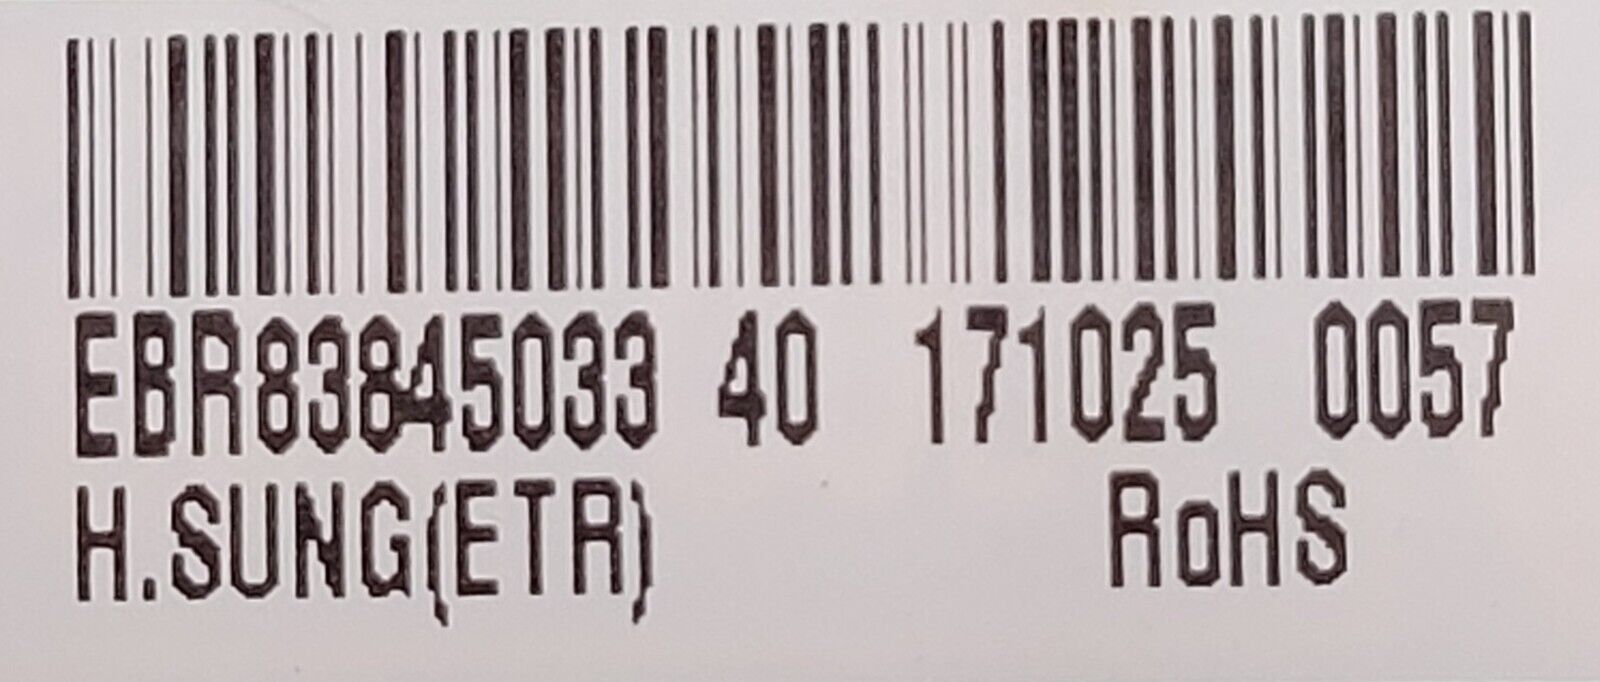 EBR83845033 40 171025 0057
H.SUNG(ETR) RoHS